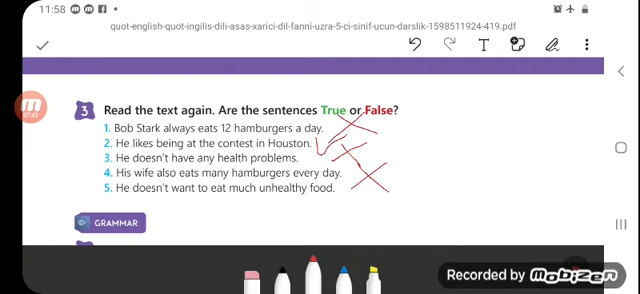 11:58
quot-english-quot-ingilis-dili-asas-xarici-dil-fanni-uzra-5-ci-sinif-ucun-darslik-1598511924-419.pdf
3 Read the text again. Are the sentences True or False?
1. Bob Stark always eats 12 hamburgers a day.
2. He likes being at the contest in Houston.
3. He doesn't have any health problems.
4. His wife also eats many hamburgers every day.
5. He doesn't want to eat much unhealthy food.
07:43
GRAMMAR
Recorded by Mobizen